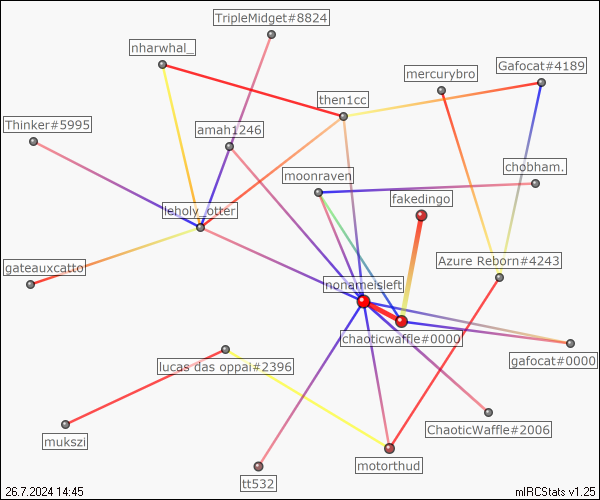 TripleMidget#8824
nharwhal_
Gafocat#4189
mercurybro
then1cc
Thinker#5995
amah1246
chobham.
moonraven
fakedingo
leholy_otter
Azure Reborn#4243
gateauxcatto
nonameisleft
chaoticwaffle#0000
gafocat#0000
lucas das oppai#2396
ChaoticWaffle#2006
mukszi
motorthud
tt532
26.7.2024 14:45
mIRCStats v1.25